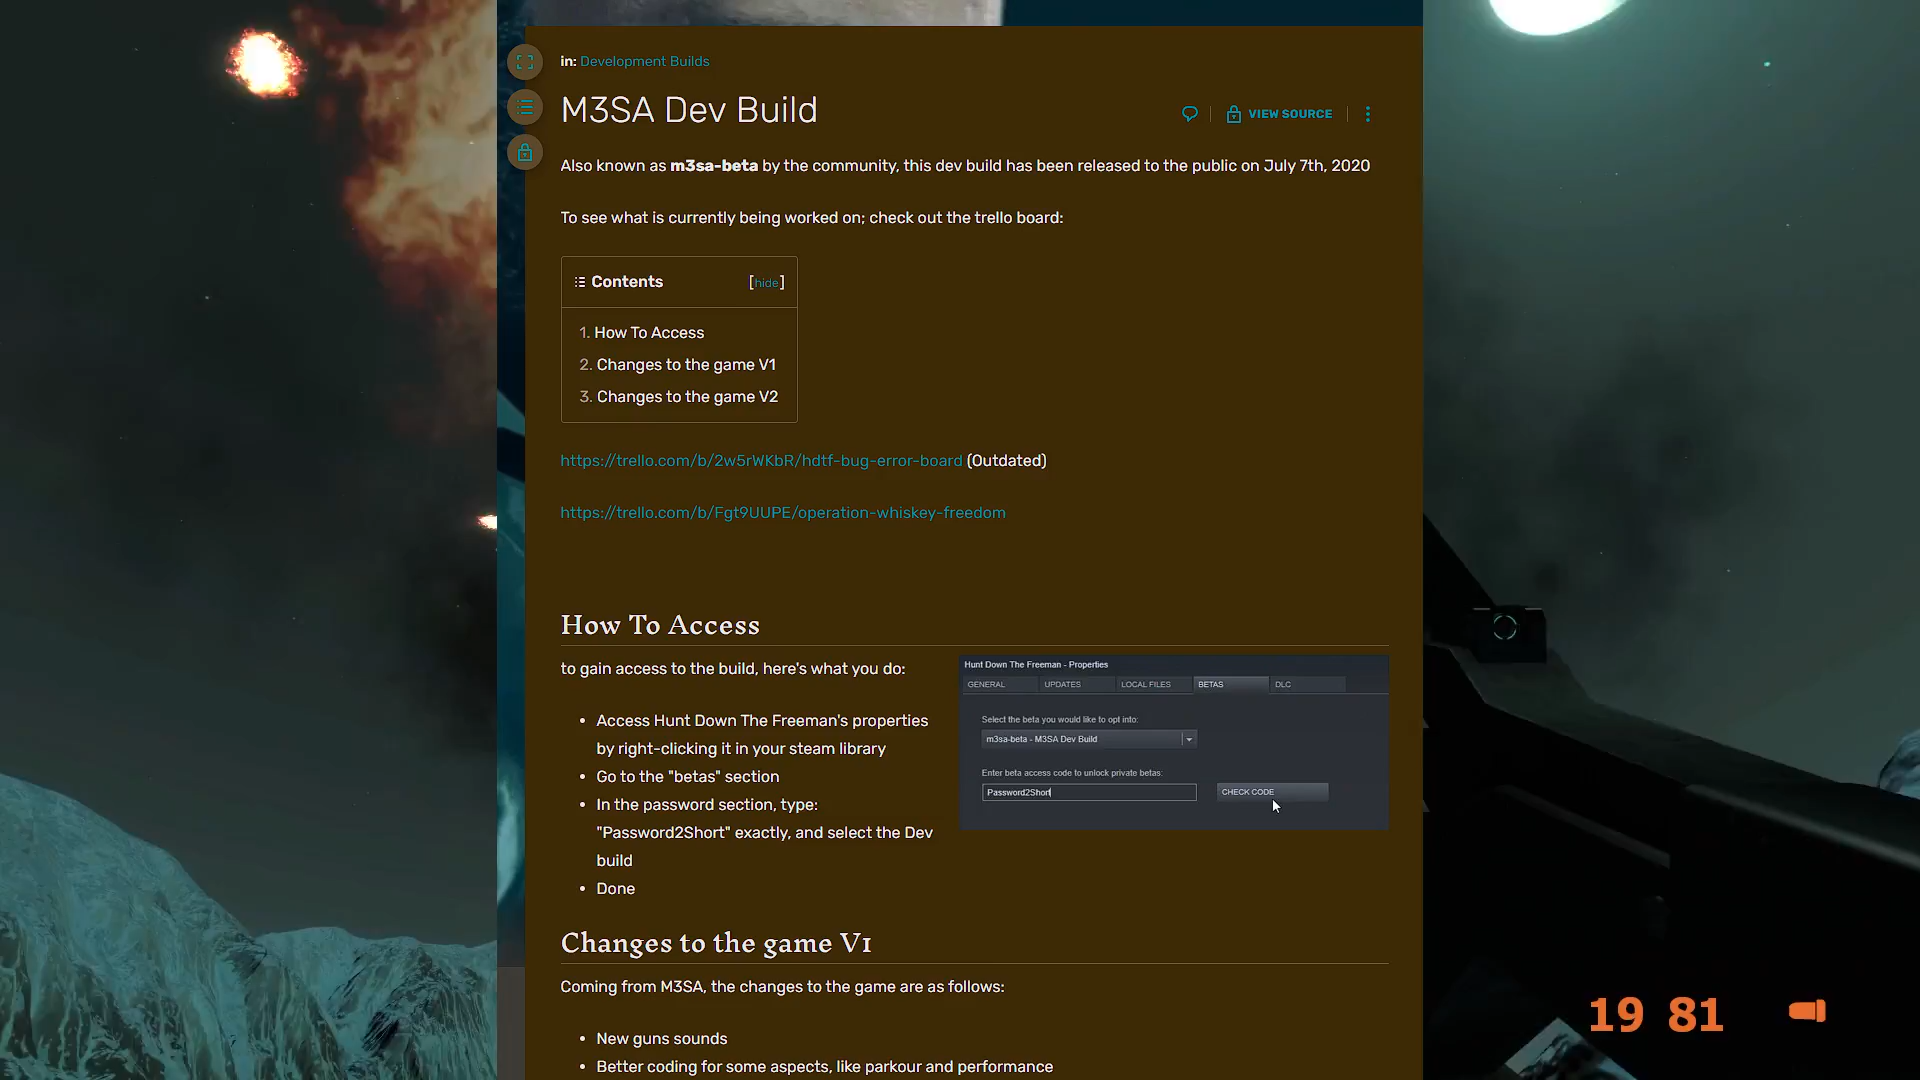 in: Development Builds
M3SA Dev Build
VIEW SOURCE
Also known as m3sa-beta by the community, this dev build has been released to the public on July 7th, 2020
To see what is currently being worked on; check out the trello board:
Contents [hide]
1. How To Access
2. Changes to the game V1
3. Changes to the game V2
https://trello.com/b/2w5rWKbR/hdtf-bug-error-board (Outdated)
https://trello.com/b/Fgt9UUPE/operation-whiskey-freedom
How To Access
to gain access to the build, here's what you do:
• Access Hunt Down The Freeman's properties
by right-clicking it in your steam library
• Go to the "betas" section
• In the password section, type:
"Password2Short" exactly, and select the Dev
build
• Done
Hunt Down The Freeman - Properties
GENERAL UPDATES LOCAL FILES BETAS DLC
Select the beta you would like to opt into:
m3sa-beta - M3SA Dev Build
Enter beta access code to unlock private betas:
Password2Short CHECK CODE
Changes to the game V1
Coming from M3SA, the changes to the game are as follows:
• New guns sounds
• Better coding for some aspects, like parkour and performance
19 81